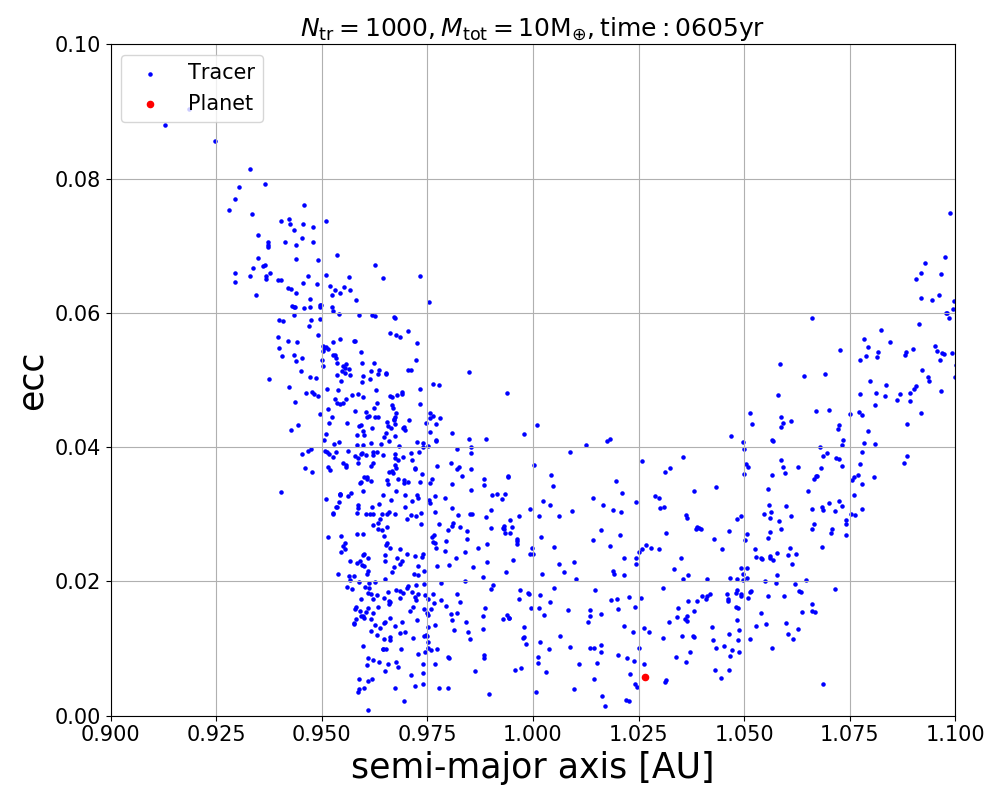 N_tr = 1000, M_tot = 10M_⊕, time : 0605yr
0.10
Tracer
Planet
0.08
0.06
ecc
0.04
0.02
0.00
0.900 0.925 0.950 0.975 1.000 1.025 1.050 1.075 1.100
semi-major axis [AU]